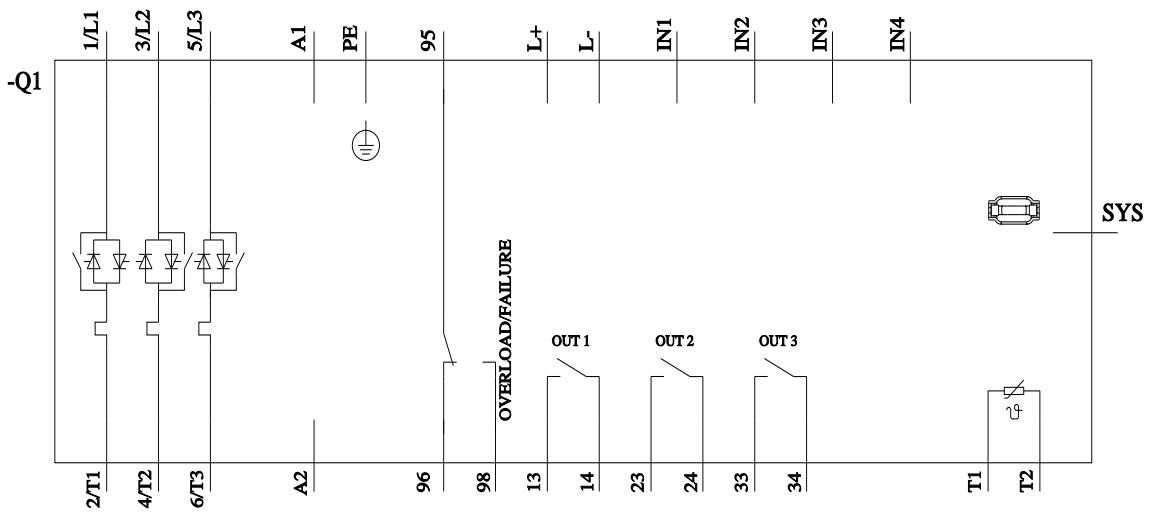 1/L1
3/L2
5/L3
A1
PE
95
L+
L-
IN1
IN2
IN3
IN4
-Q1
SYS
OVERLOAD/FAILURE
OUT 1
OUT 2
OUT 3
ϑ
2/T1
4/T2
6/T3
A2
96
98
13
14
23
24
33
34
T1
T2